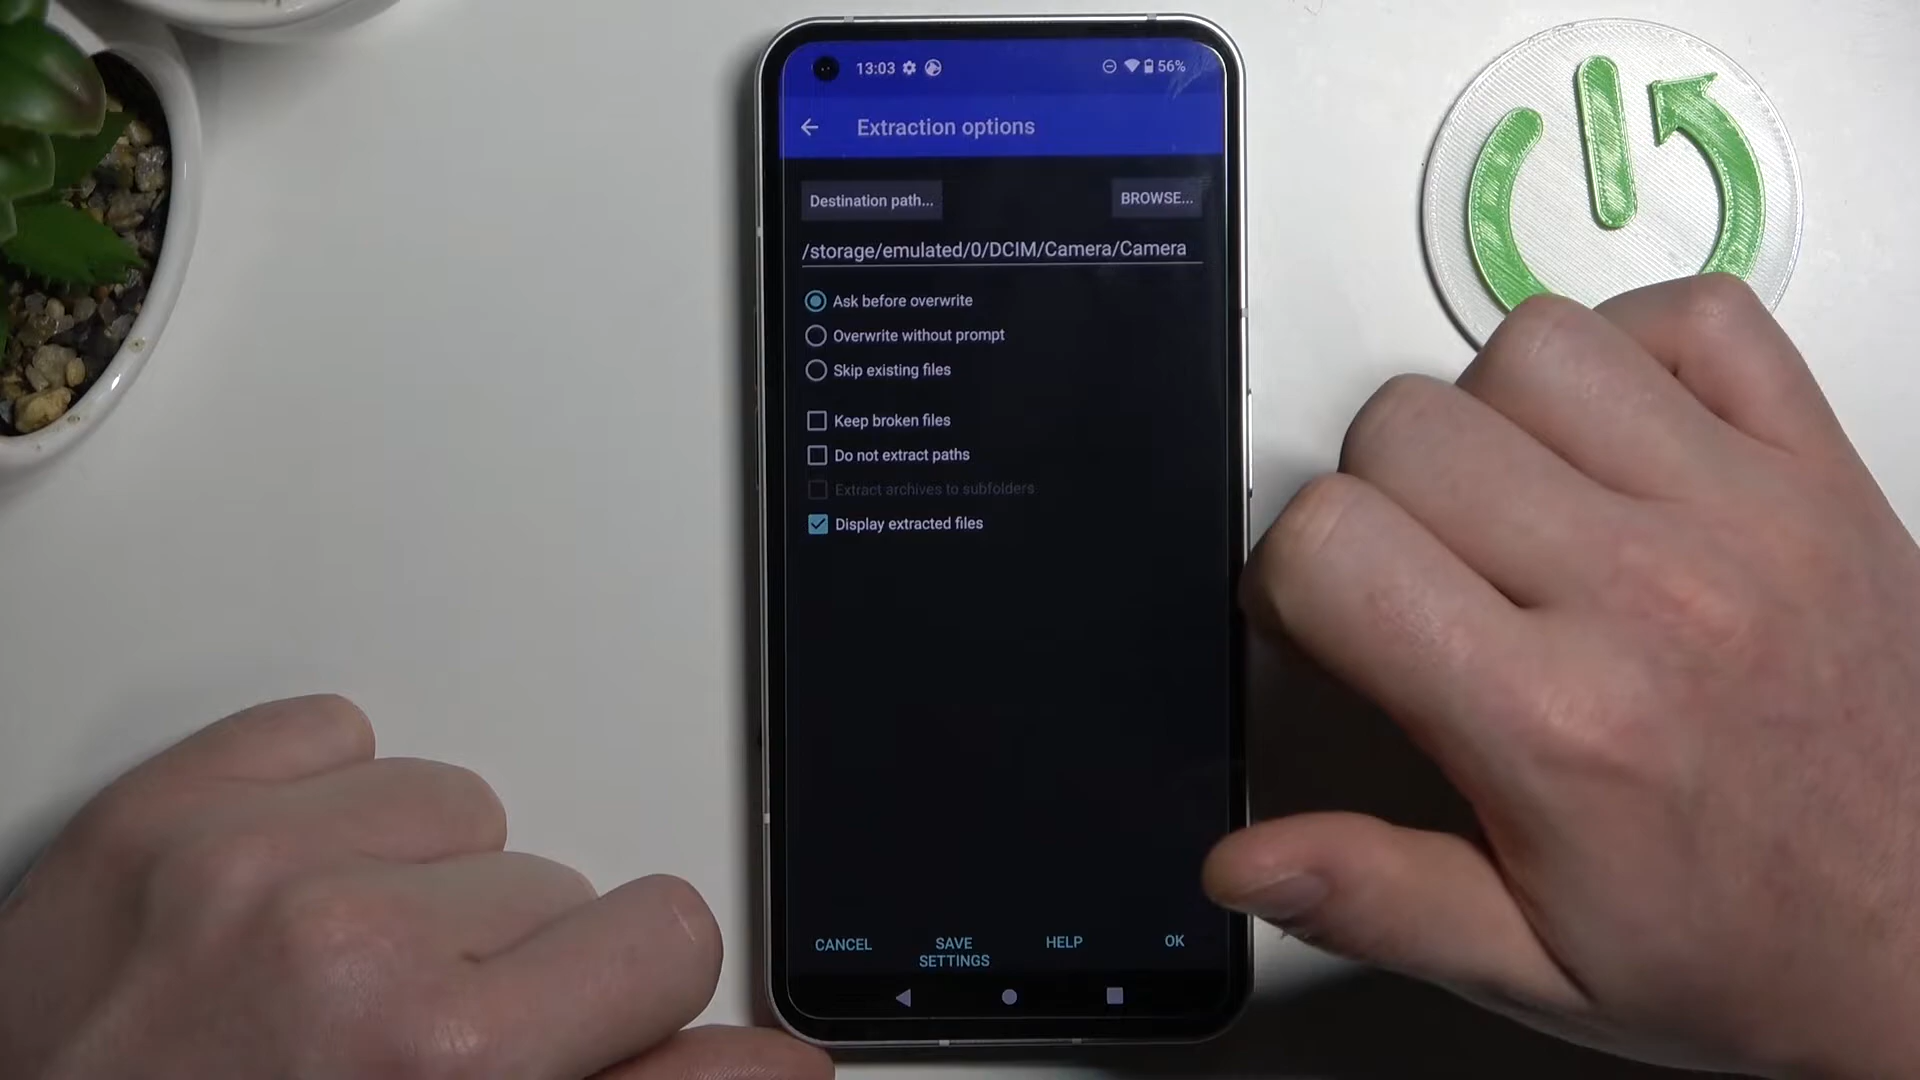 13:03 56%
Extraction options
Destination path... BROWSE...
/storage/emulated/0/DCIM/Camera/Camera
Ask before overwrite
Overwrite without prompt
Skip existing files
Keep broken files
Do not extract paths
Extract archives to subfolders
Display extracted files
CANCEL SAVE SETTINGS HELP OK